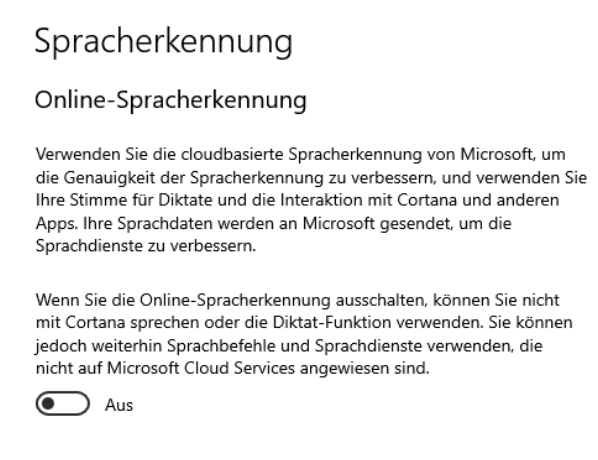 Spracherkennung
Online-Spracherkennung
Verwenden Sie die cloudbasierte Spracherkennung von Microsoft, um
die Genauigkeit der Spracherkennung zu verbessern, und verwenden Sie
Ihre Stimme für Diktate und die Interaktion mit Cortana und anderen
Apps. Ihre Sprachdaten werden an Microsoft gesendet, um die
Sprachdienste zu verbessern.
Wenn Sie die Online-Spracherkennung ausschalten, können Sie nicht
mit Cortana sprechen oder die Diktat-Funktion verwenden. Sie können
jedoch weiterhin Sprachbefehle und Sprachdienste verwenden, die
nicht auf Microsoft Cloud Services angewiesen sind.
Aus